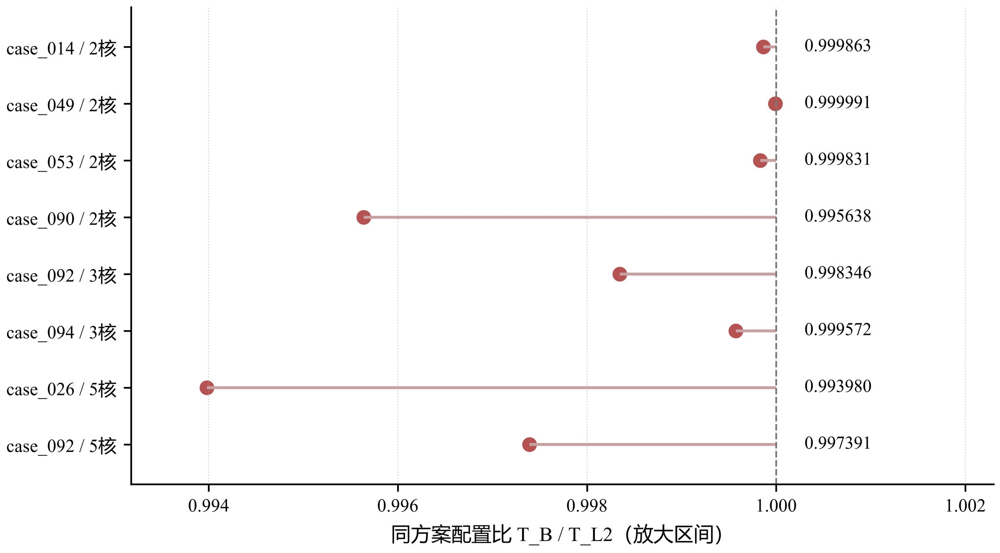 case_014 / 2核 0.999863
case_049 / 2核 0.999991
case_053 / 2核 0.999831
case_090 / 2核 0.995638
case_092 / 3核 0.998346
case_094 / 3核 0.999572
case_026 / 5核 0.993980
case_092 / 5核 0.997391
0.994 0.996 0.998 1.000 1.002
同方案配置比 T_B / T_L2（放大区间）